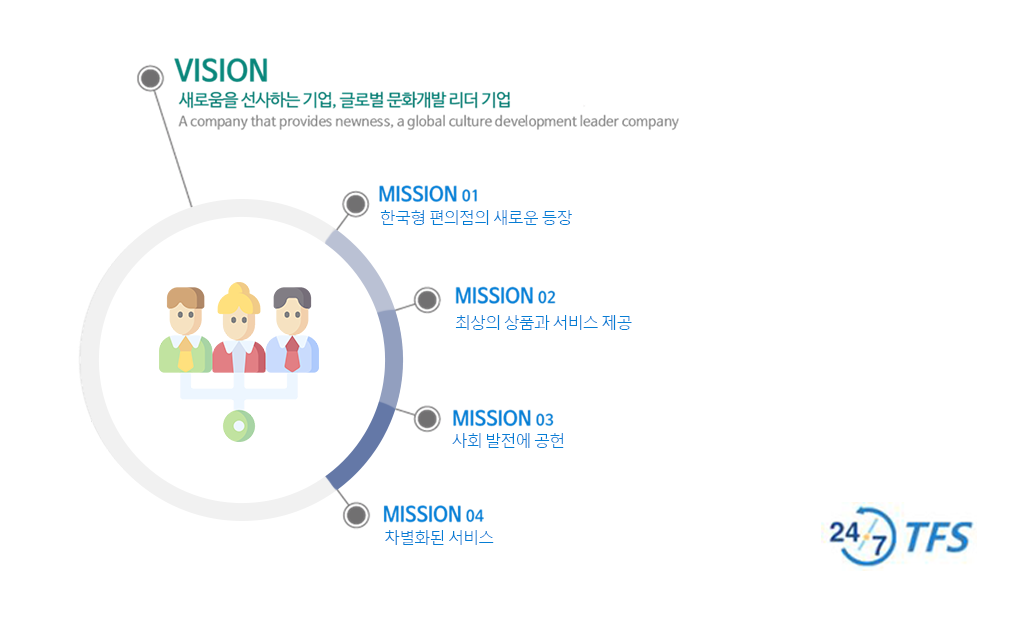 VISION
새로움을 선사하는 기업, 글로벌 문화개발 리더 기업
A company that provides newness, a global culture development leader company
MISSION 01
한국형 편의점의 새로운 등장
MISSION 02
최상의 상품과 서비스 제공
MISSION 03
사회 발전에 공헌
MISSION 04
차별화된 서비스
24/7 TFS